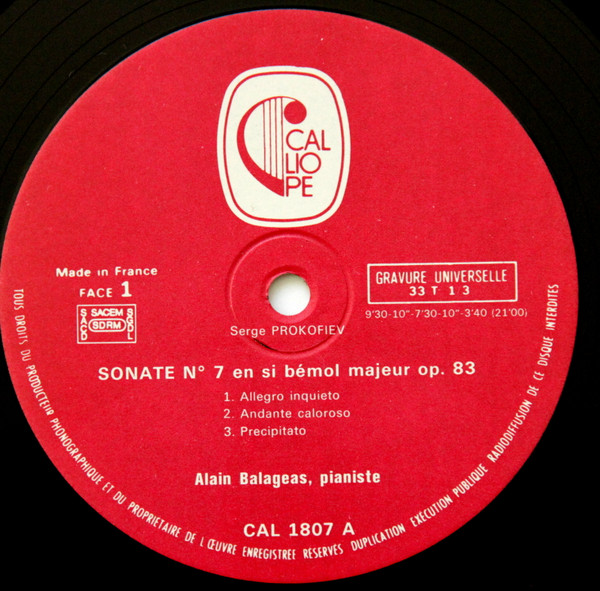 CAL
LIO
PE
Made in France
FACE 1
SACEM
SACD SDRM SGDL
GRAVURE UNIVERSELLE
33 T 1 3
9'30-10"-7'30-10"-3'40 (21'00)
Serge PROKOFIEV
SONATE N° 7 en si bémol majeur op. 83
1. Allegro inquieto
2. Andante caloroso
3. Precipitato
Alain Balageas, pianiste
CAL 1807 A
TOUS DROITS DU PRODUCTEUR PHONOGRAPHIQUE ET DU PROPRIETAIRE DE L'ŒUVRE ENREGISTREE RESERVES DUPLICATION EXECUTION PUBLIQUE RADIODIFFUSION DE CE DISQUE INTERDITES